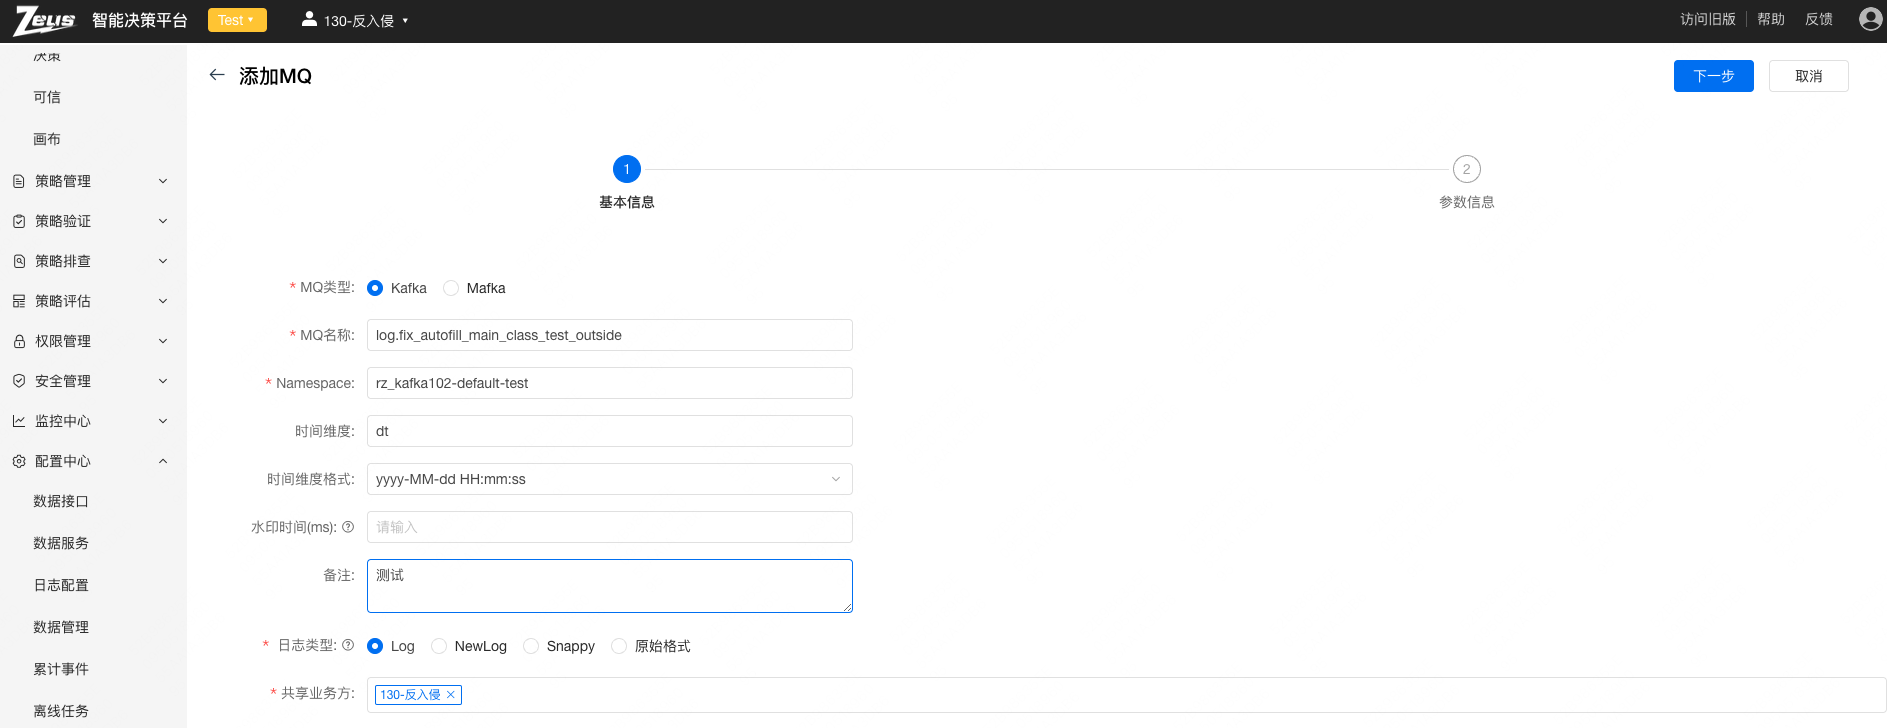 Zeus 智能决策平台 Test 130-反入侵 访问旧版 帮助 反馈
决策
可信
画布
策略管理
策略验证
策略排查
策略评估
权限管理
安全管理
监控中心
配置中心
数据接口
数据服务
日志配置
数据管理
累计事件
离线任务
添加MQ
下一步 取消
1 2
基本信息 参数信息
* MQ类型: Kafka Mafka
* MQ名称: log.fix_autofill_main_class_test_outside
* Namespace: rz_kafka102-default-test
时间维度: dt
时间维度格式: yyyy-MM-dd HH:mm:ss
水印时间(ms): 请输入
备注: 测试
* 日志类型: Log NewLog Snappy 原始格式
* 共享业务方: 130-反入侵